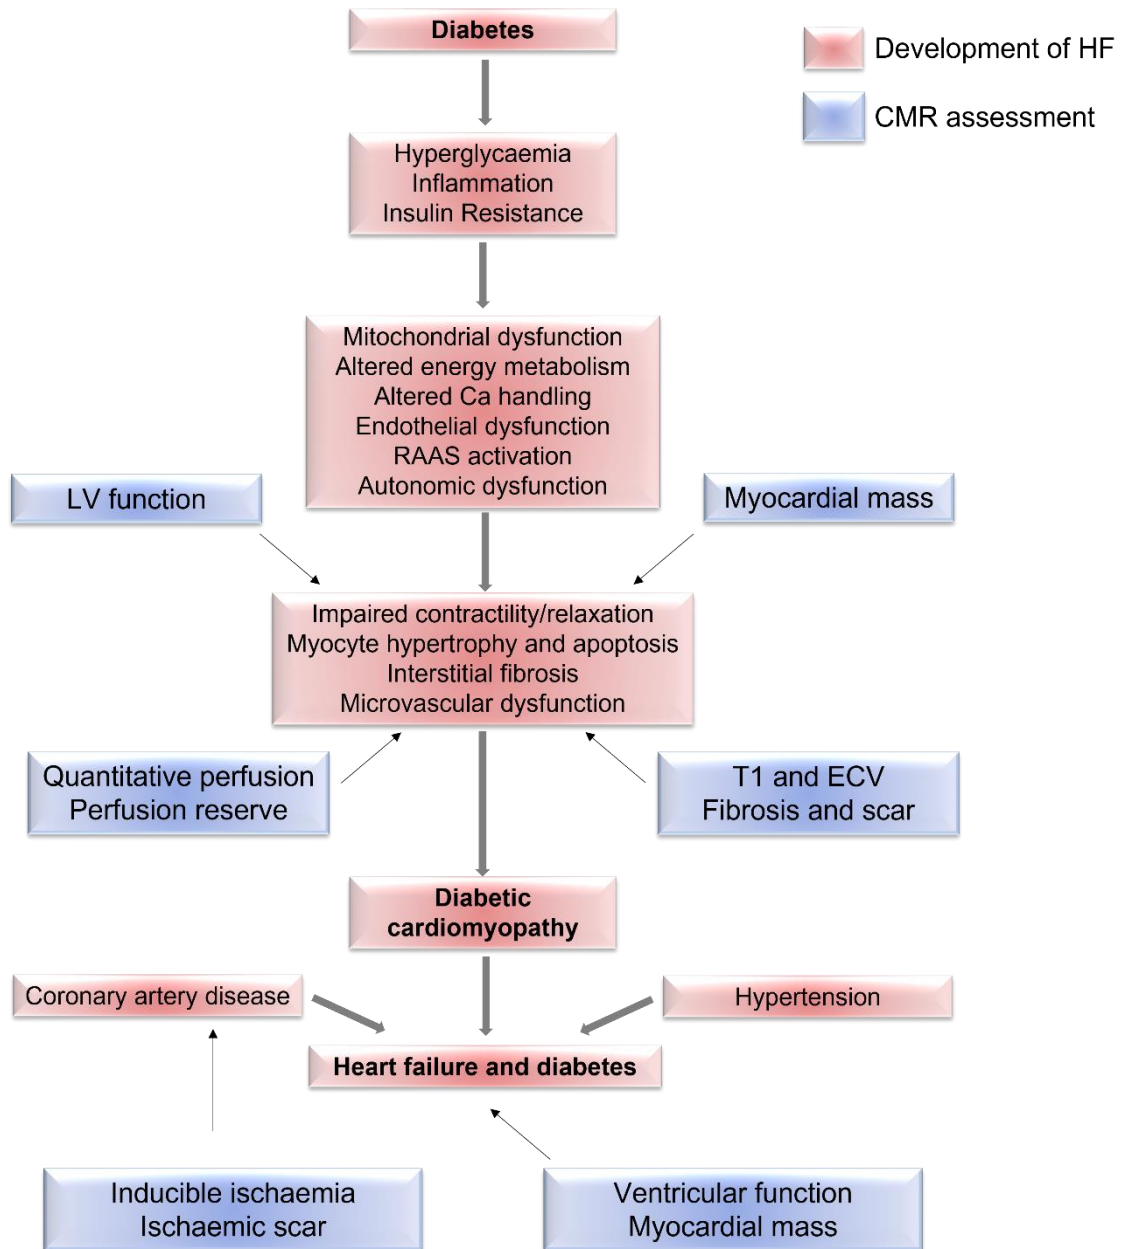 Diabetes
Development of HF
CMR assessment
Hyperglycaemia
Inflammation
Insulin Resistance
Mitochondrial dysfunction
Altered energy metabolism
Altered Ca handling
Endothelial dysfunction
RAAS activation
Autonomic dysfunction
LV function
Myocardial mass
Impaired contractility/relaxation
Myocyte hypertrophy and apoptosis
Interstitial fibrosis
Microvascular dysfunction
Quantitative perfusion
Perfusion reserve
T1 and ECV
Fibrosis and scar
Diabetic
cardiomyopathy
Coronary artery disease
Hypertension
Heart failure and diabetes
Inducible ischaemia
Ischaemic scar
Ventricular function
Myocardial mass